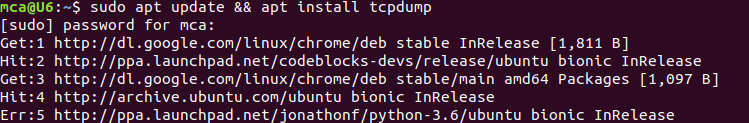 mca@U6:~$ sudo apt update && apt install tcpdump
[sudo] password for mca:
Get:1 http://dl.google.com/linux/chrome/deb stable InRelease [1,811 B]
Hit:2 http://ppa.launchpad.net/codeblocks-devs/release/ubuntu bionic InRelease
Get:3 http://dl.google.com/linux/chrome/deb stable/main amd64 Packages [1,097 B]
Hit:4 http://archive.ubuntu.com/ubuntu bionic InRelease
Err:5 http://ppa.launchpad.net/jonathonf/python-3.6/ubuntu bionic InRelease